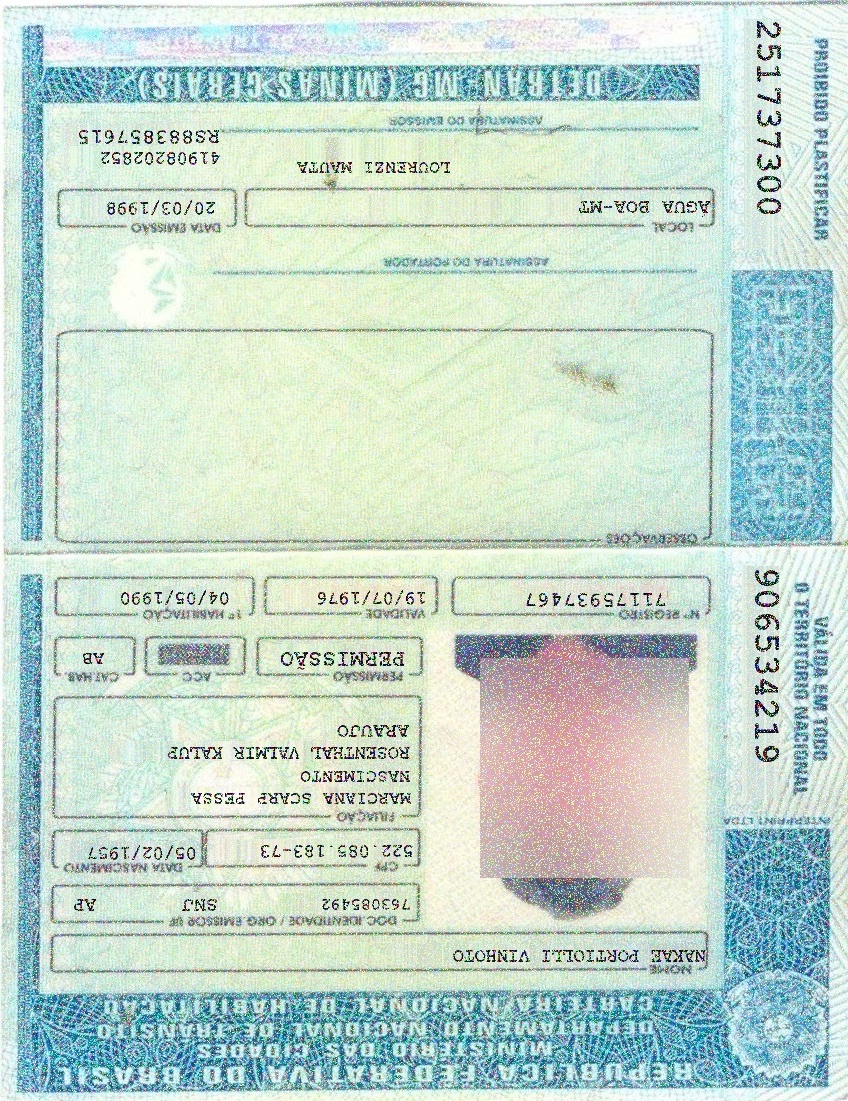 REPÚBLICA FEDERATIVA DO BRASIL
MINISTÉRIO DAS CIDADES
DEPARTAMENTO NACIONAL DE TRÂNSITO
CARTEIRA NACIONAL DE HABILITAÇÃO
NOME
NAKAE PORTIOLLI VINHOTO
DOC. IDENTIDADE / ORG EMISSOR UF
763085492 SNJ AP
CPF
522.085.183-73
DATA NASCIMENTO
05/02/1957
FILIAÇÃO
MARCIANA SCARP PESSA
NASCIMENTO
ROSENTHAL VALMIR KALUP
ARAUJO
PERMISSÃO
PERMISSÃO
ACC
CAT.HAB.
AB
Nº REGISTRO
71175937467
VALIDADE
19/07/1976
1ª HABILITAÇÃO
04/05/1990
INTERPRINT LTDA
VÁLIDA EM TODO
O TERRITÓRIO NACIONAL
906534219
OBSERVAÇÕES
ASSINATURA DO PORTADOR
LOCAL
ÁGUA BOA-MT
DATA EMISSÃO
20/03/1998
LOURENZI MAUTA
41908202852
RS883857615
ASSINATURA DO EMISSOR
DETRAN-MG (MINAS GERAIS)
PROIBIDO PLASTIFICAR
251737300